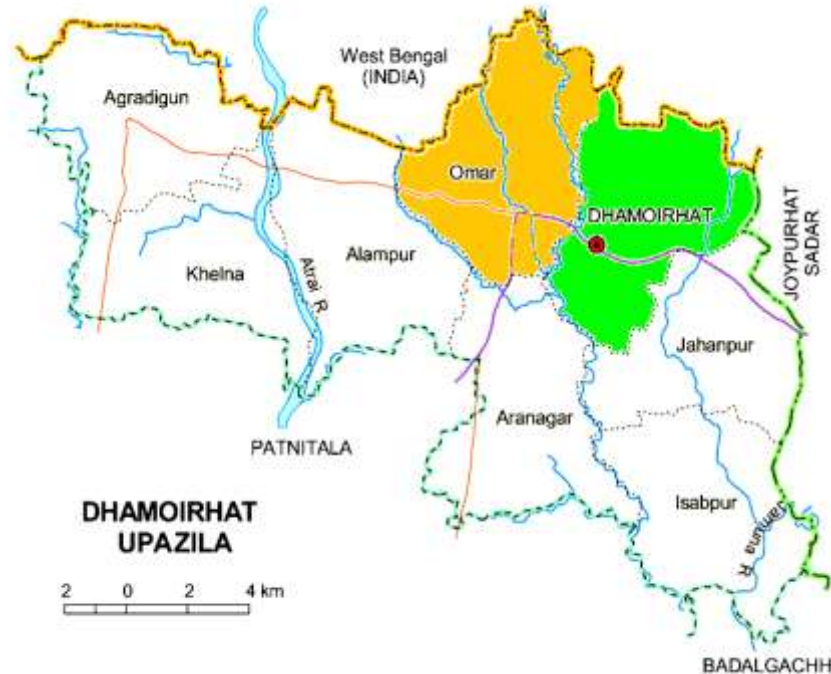 West Bengal
(INDIA)
Agradigun
Omar
DHAMOIRHAT
JOYPURHAT
SADAR
Khelna
Alampur
Atrai R
Jahanpur
Aranagar
PATNITALA
Isabpur
Jamuna R
DHAMOIRHAT
UPAZILA
2 0 2 4 km
BADALGACHH